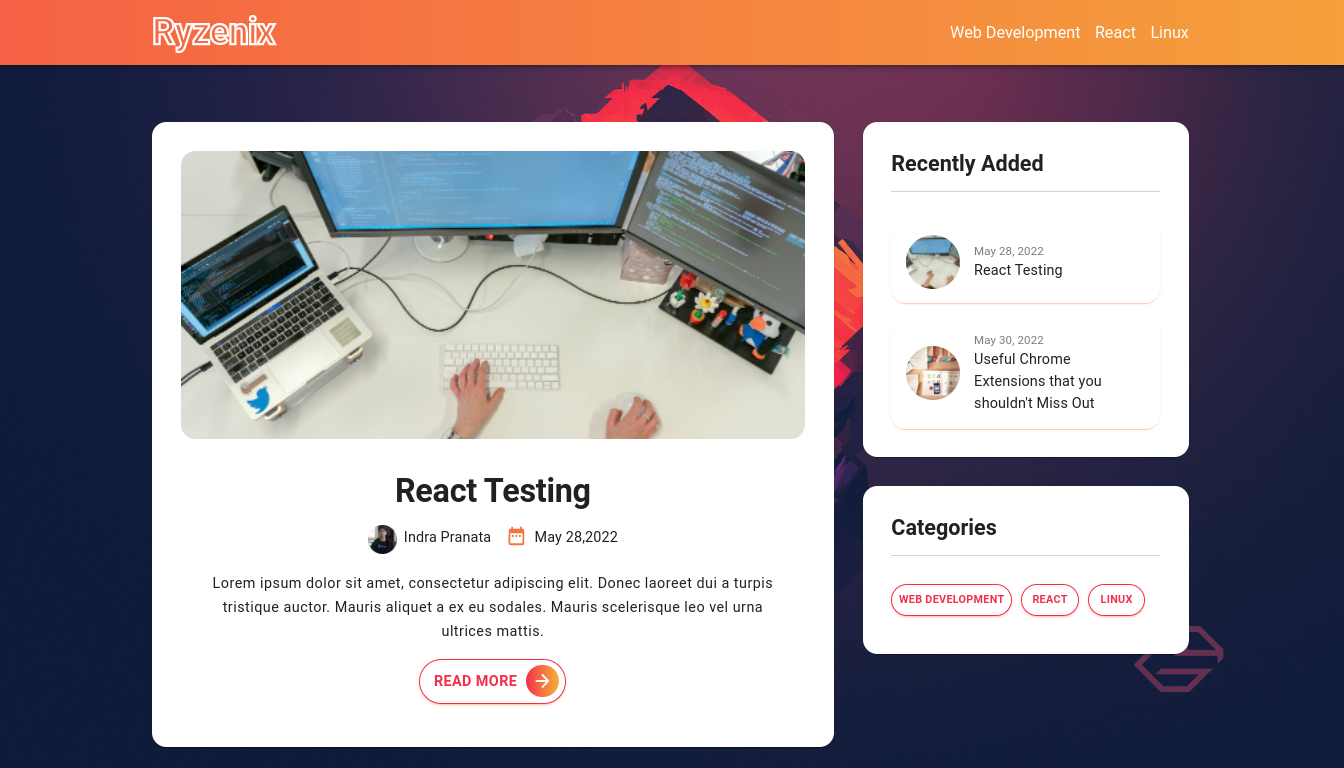 Ryzenix
Web Development React Linux
React Testing
Indra Pranata May 28,2022
Lorem ipsum dolor sit amet, consectetur adipiscing elit. Donec laoreet dui a turpis
tristique auctor. Mauris aliquet a ex eu sodales. Mauris scelerisque leo vel urna
ultrices mattis.
READ MORE
Recently Added
May 28, 2022
React Testing
May 30, 2022
Useful Chrome
Extensions that you
shouldn't Miss Out
Categories
WEB DEVELOPMENT REACT LINUX